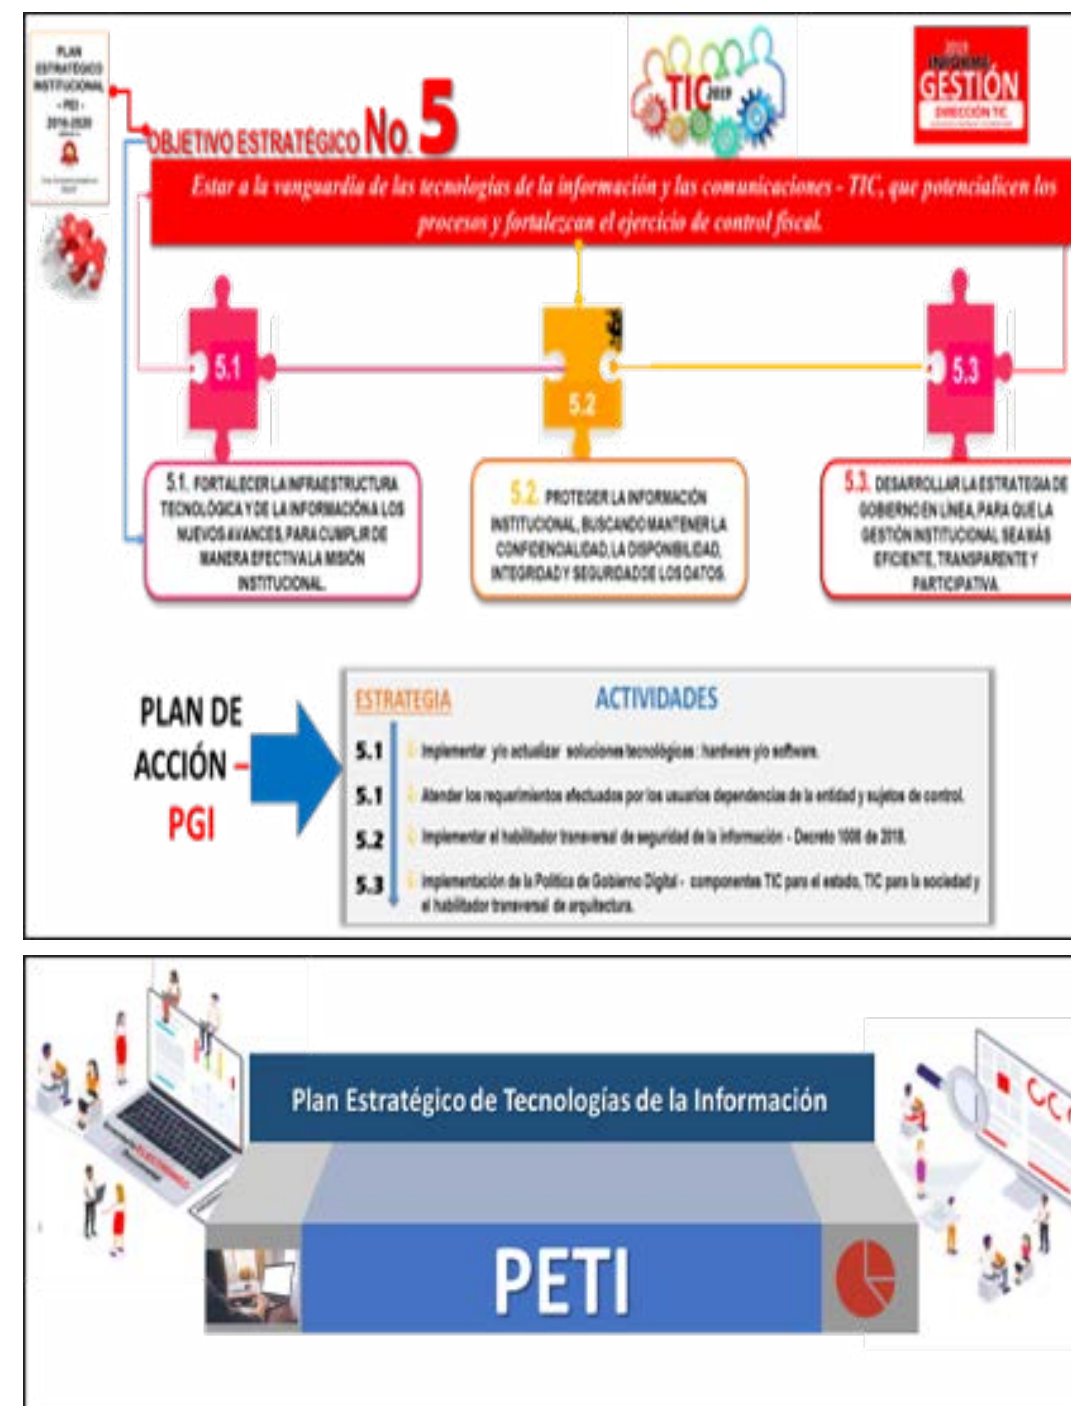 PLAN
ESTRATÉGICO
INSTITUCIONAL
- PEI -
2016-2020
TIC 2019
2019
INFORME
GESTIÓN
DIRECCIÓN TIC
OBJETIVO ESTRATÉGICO No. 5
Estar a la vanguardia de las tecnologías de la información y las comunicaciones - TIC, que potencialicen los
procesos y fortalezcan el ejercicio de control fiscal.
5.1
5.2
5.3
5.1. FORTALECER LA INFRAESTRUCTURA
TECNOLÓGICA Y DE LA INFORMACIÓN A LOS
NUEVOS AVANCES, PARA CUMPLIR DE
MANERA EFECTIVA LA MISIÓN
INSTITUCIONAL.
5.2. PROTEGER LA INFORMACIÓN
INSTITUCIONAL, BUSCANDO MANTENER LA
CONFIDENCIALIDAD, LA DISPONIBILIDAD,
INTEGRIDAD Y SEGURIDAD DE LOS DATOS.
5.3. DESARROLLAR LA ESTRATEGIA DE
GOBIERNO EN LÍNEA, PARA QUE LA
GESTIÓN INSTITUCIONAL SEA MÁS
EFICIENTE, TRANSPARENTE Y
PARTICIPATIVA.
PLAN DE
ACCIÓN –
PGI
ESTRATEGIA ACTIVIDADES
5.1 Implementar y/o actualizar soluciones tecnológicas: hardware y/o software.
5.1 Atender los requerimientos efectuados por los usuarios dependencias de la entidad y sujetos de control.
5.2 Implementar el habilitador transversal de seguridad de la información - Decreto 1008 de 2018.
5.3 Implementación de la Política de Gobierno Digital - componentes TIC para el estado, TIC para la sociedad y
el habilitador transversal de arquitectura.
Plan Estratégico de Tecnologías de la Información
PETI